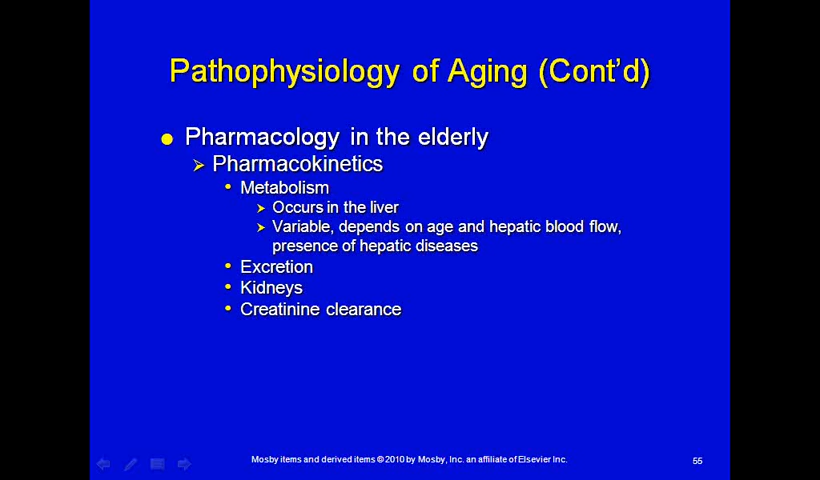 Pathophysiology of Aging (Cont'd)
Pharmacology in the elderly
Pharmacokinetics
Metabolism
Occurs in the liver
Variable, depends on age and hepatic blood flow,
presence of hepatic diseases
Excretion
Kidneys
Creatinine clearance
Mosby items and derived items © 2010 by Mosby, Inc. an affiliate of Elsevier Inc.
55